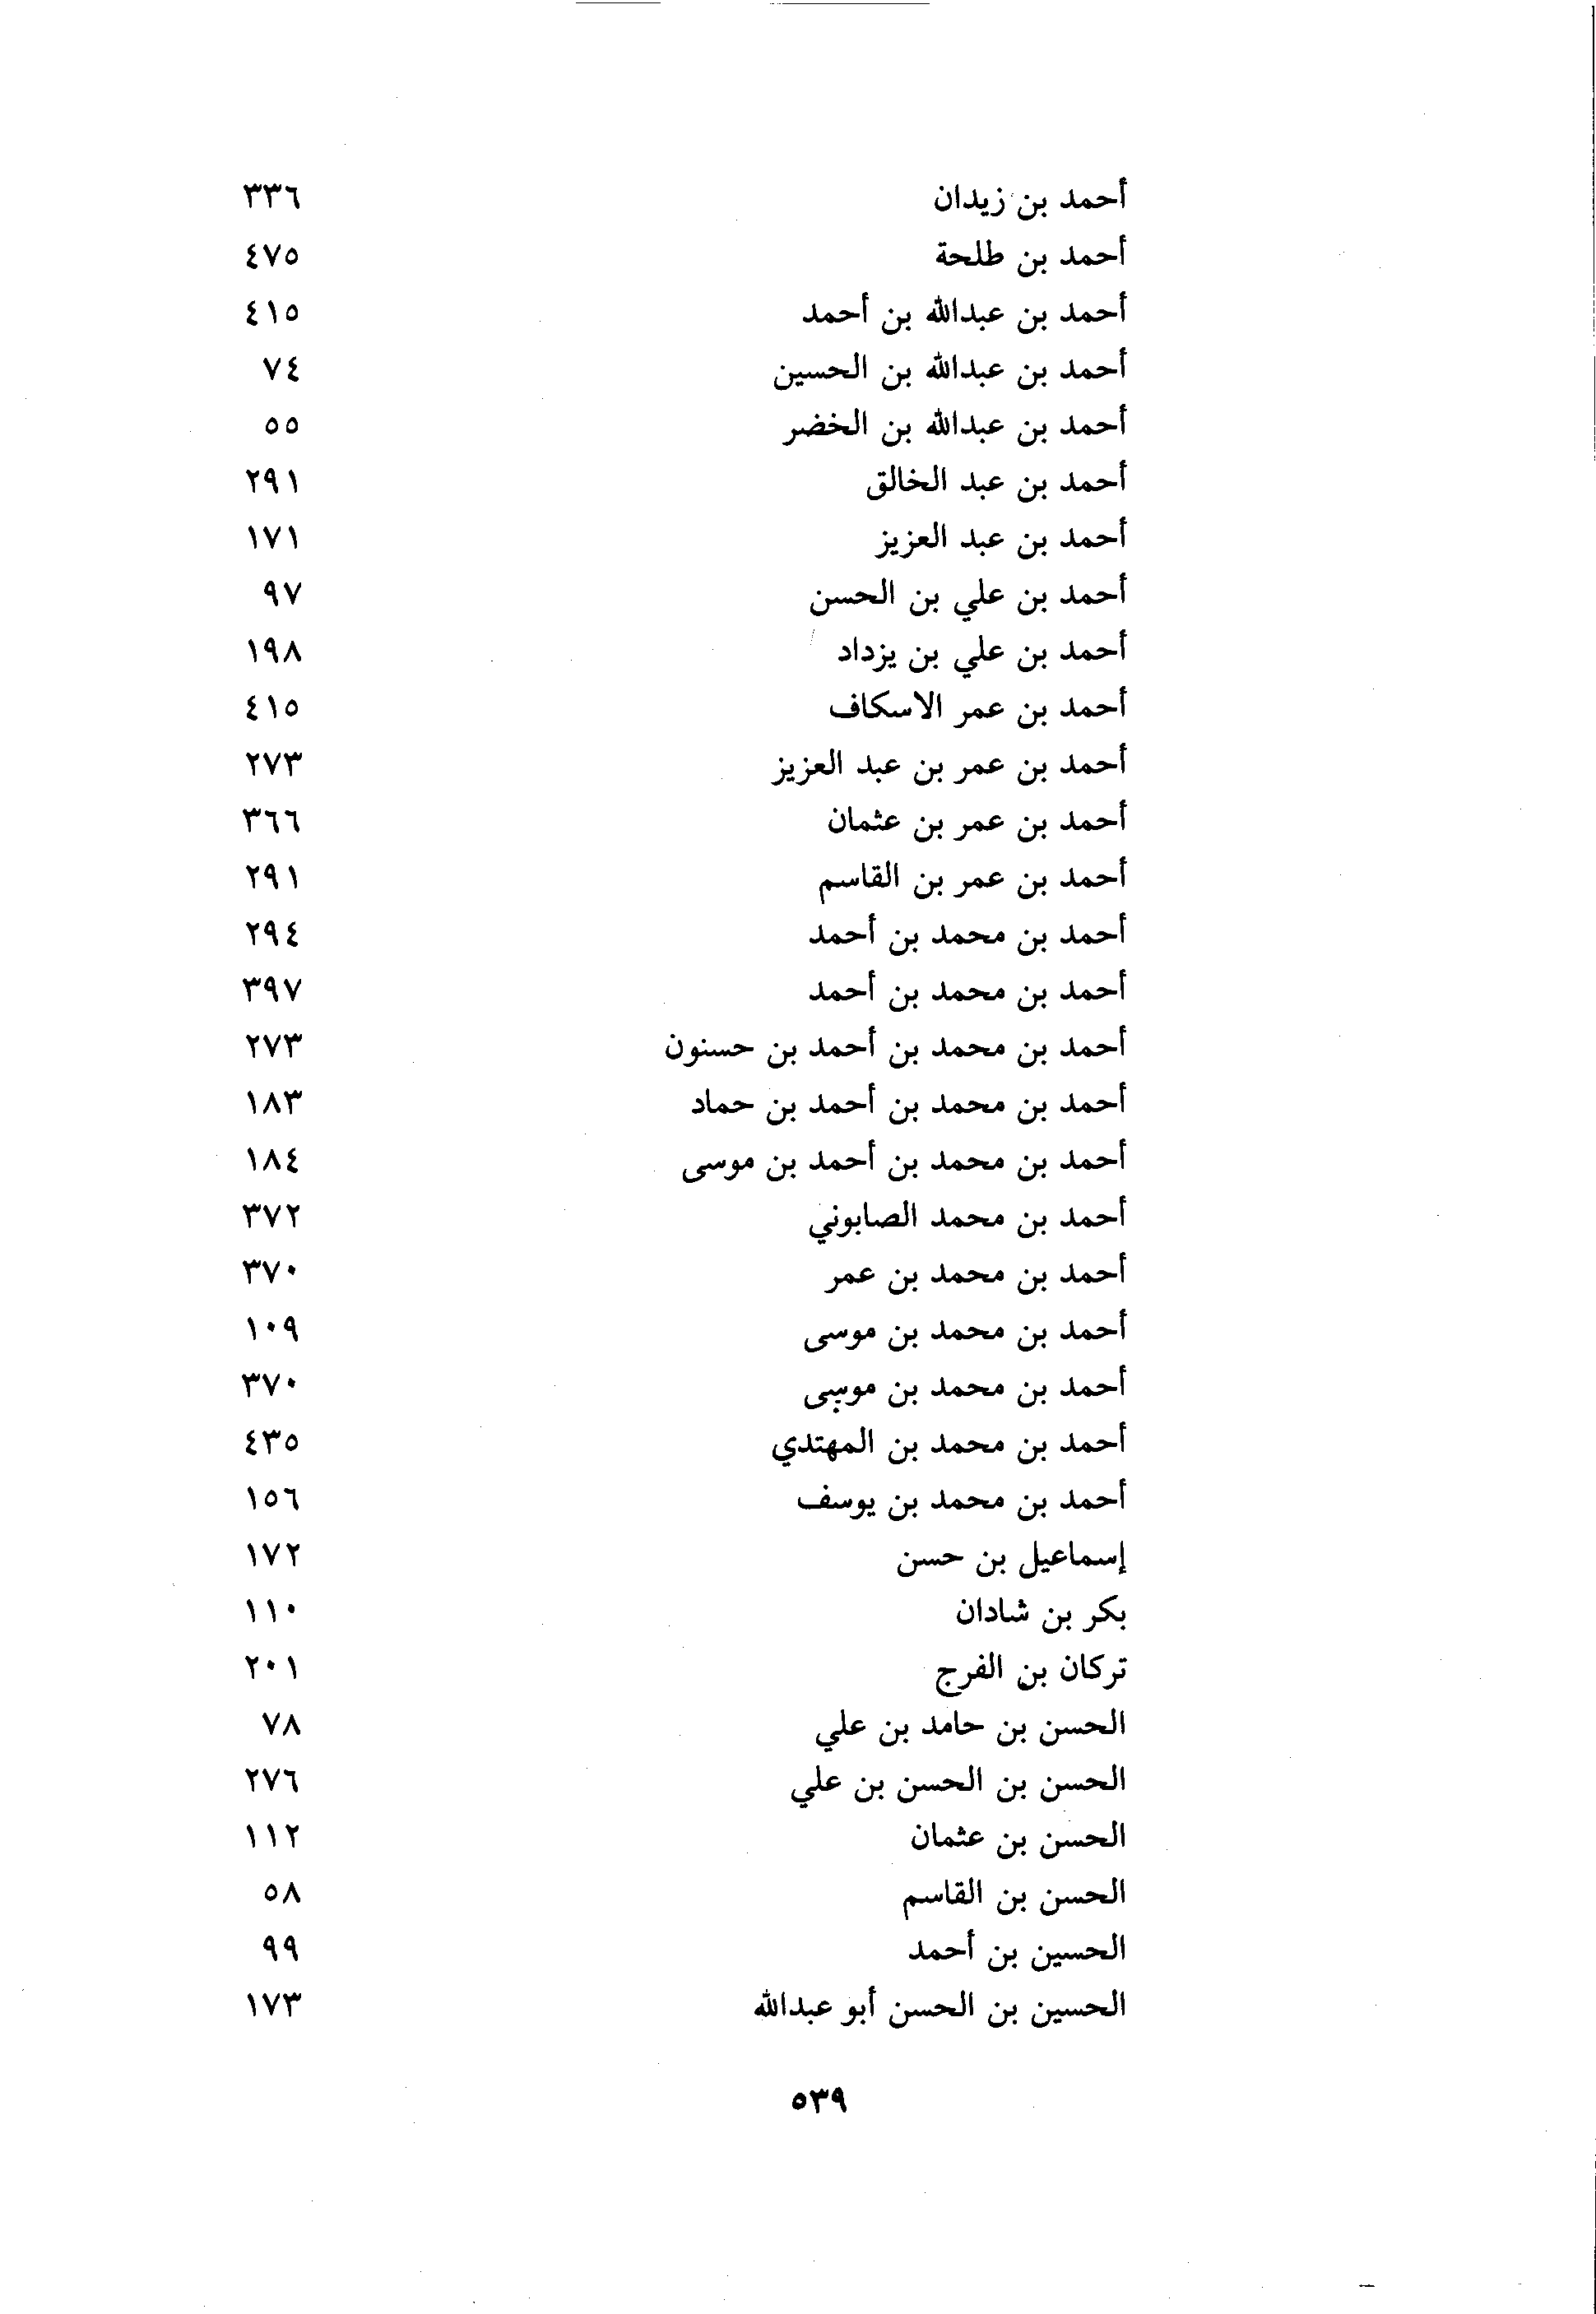 أحمد بن زيدان ٣٣٦
أحمد بن طلحة ٤٧٥
أحمد بن عبدالله بن أحمد ٤١٥
أحمد بن عبدالله بن الحسين ٧٤
أحمد بن عبدالله بن الخضر ٥٥
أحمد بن عبد الخالق ٢٩١
أحمد بن عبد العزيز ١٧١
أحمد بن علي بن الحسن ٩٧
أحمد بن علي بن يزداد ١٩٨
أحمد بن عمر الاسكاف ٤١٥
أحمد بن عمر بن عبد العزيز ٢٧٣
أحمد بن عمر بن عثمان ٣٦٦
أحمد بن عمر بن القاسم ٢٩١
أحمد بن محمد بن أحمد ٢٩٤
أحمد بن محمد بن أحمد ٣٩٧
أحمد بن محمد بن أحمد بن حسنون ٢٧٣
أحمد بن محمد بن أحمد بن حماد ١٨٣
أحمد بن محمد بن أحمد بن موسى ١٨٤
أحمد بن محمد الصابوني ٣٧٢
أحمد بن محمد بن عمر ٣٧٠
أحمد بن محمد بن موسى ١٠٩
أحمد بن محمد بن موسى ٣٧٠
أحمد بن محمد بن المهتدي ٤٣٥
أحمد بن محمد بن يوسف ١٥٦
إسماعيل بن حسن ١٧٢
بكر بن شادان ١١٠
تركان بن الفرج ٢٠١
الحسن بن حامد بن علي ٧٨
الحسن بن الحسن بن علي ٢٧٦
الحسن بن عثمان ١١٢
الحسن بن القاسم ٥٨
الحسين بن أحمد ٩٩
الحسين بن الحسن أبو عبدالله ١٧٣
٥٣٩